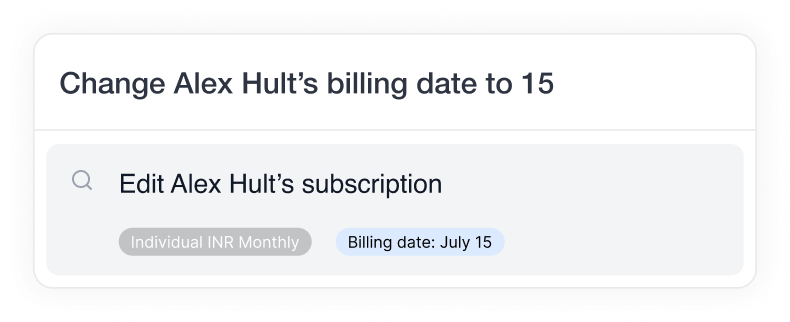 Change Alex Hult’s billing date to 15
Edit Alex Hult’s subscription
Individual INR Monthly
Billing date: July 15